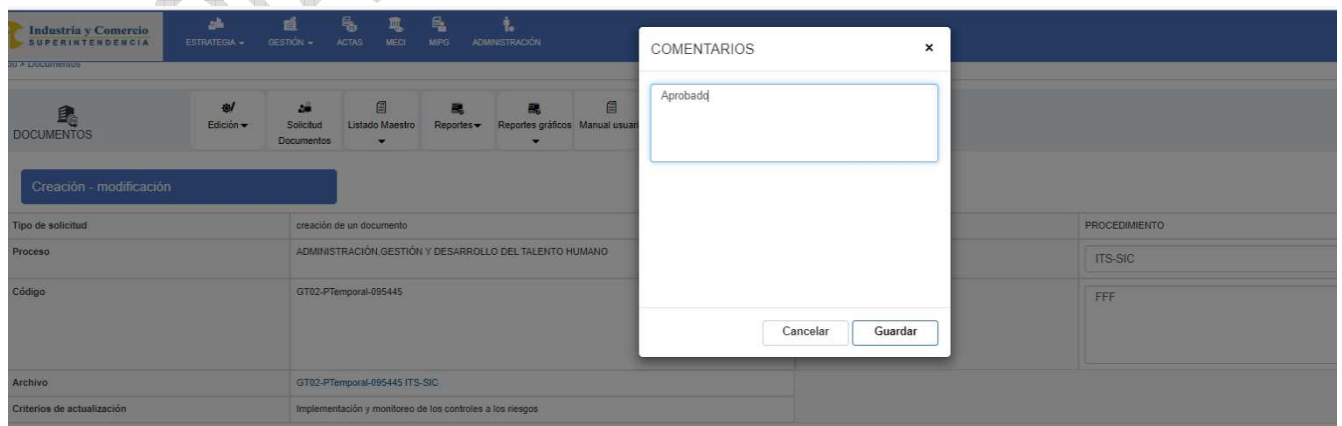 Industria y Comercio
SUPERINTENDENCIA
ESTRATEGIA
GESTIÓN
ACTAS
MECI
MIPG
ADMINISTRACIÓN
> Documentos
DOCUMENTOS
Edición
Solicitud
Documentos
Listado Maestro
Reportes
Reportes gráficos
Manual usuari
Creación - modificación
Tipo de solicitud
creación de un documento
PROCEDIMIENTO
Proceso
ADMINISTRACIÓN,GESTIÓN Y DESARROLLO DEL TALENTO HUMANO
ITS-SIC
Código
GT02-PTemporal-095445
FFF
Archivo
GT02-PTemporal-095445 ITS-SIC
Criterios de actualización
Implementación y monitoreo de los controles a los riesgos
COMENTARIOS
×
Aprobado
Cancelar
Guardar